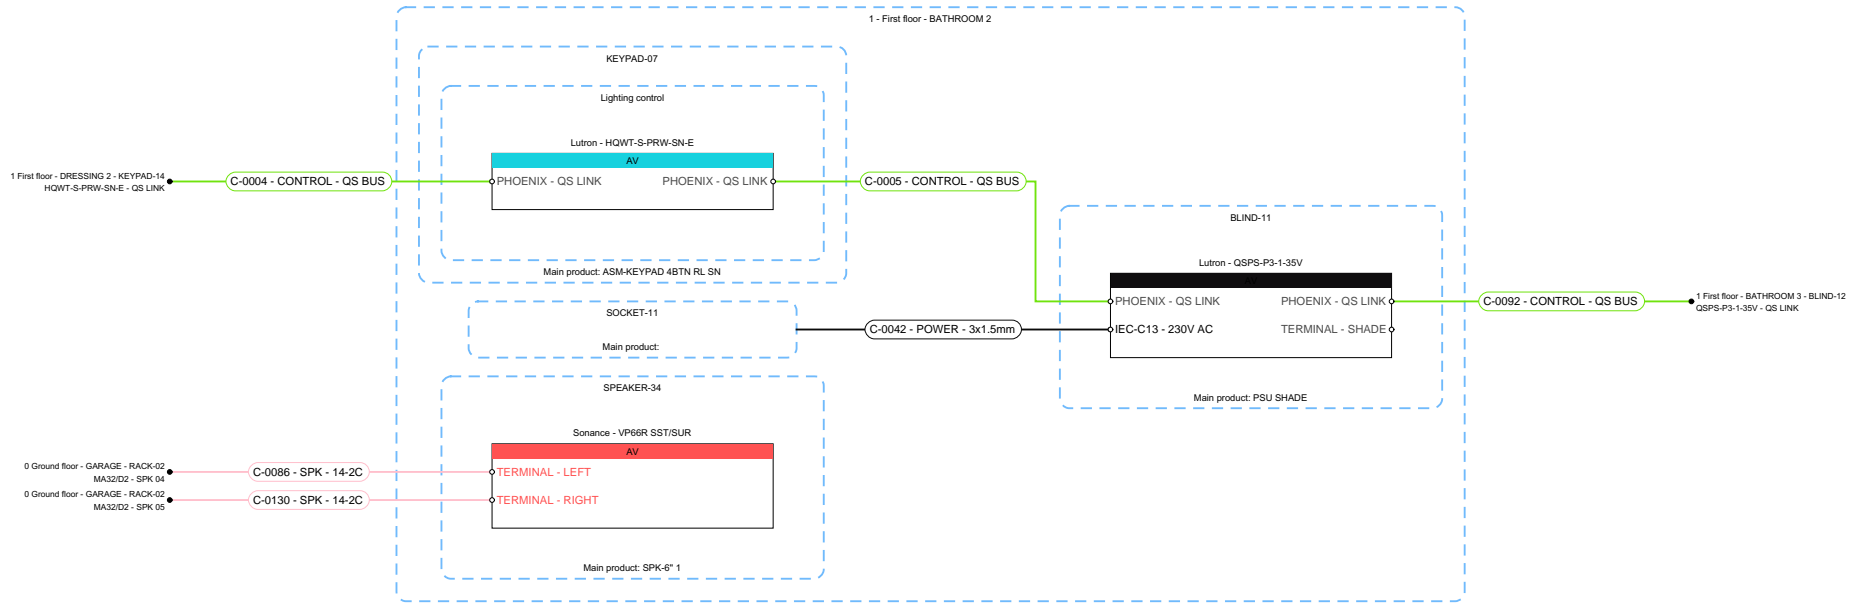 1 - First floor - BATHROOM 2
KEYPAD-07
Lighting control
Lutron - HQWT-S-PRW-SN-E
AV
1 First floor - DRESSING 2 - KEYPAD-14
HQWT-S-PRW-SN-E - QS LINK
C-0004 - CONTROL - QS BUS
PHOENIX - QS LINK
PHOENIX - QS LINK
C-0005 - CONTROL - QS BUS
Main product: ASM-KEYPAD 4BTN RL SN
BLIND-11
Lutron - QSPS-P3-1-35V
AV
PHOENIX - QS LINK
PHOENIX - QS LINK
C-0092 - CONTROL - QS BUS
1 First floor - BATHROOM 3 - BLIND-12
QSPS-P3-1-35V - QS LINK
SOCKET-11
Main product:
C-0042 - POWER - 3x1.5mm
IEC-C13 - 230V AC
TERMINAL - SHADE
Main product: PSU SHADE
SPEAKER-34
Sonance - VP66R SST/SUR
AV
0 Ground floor - GARAGE - RACK-02
MA32/D2 - SPK 04
C-0086 - SPK - 14-2C
TERMINAL - LEFT
0 Ground floor - GARAGE - RACK-02
MA32/D2 - SPK 05
C-0130 - SPK - 14-2C
TERMINAL - RIGHT
Main product: SPK-6" 1